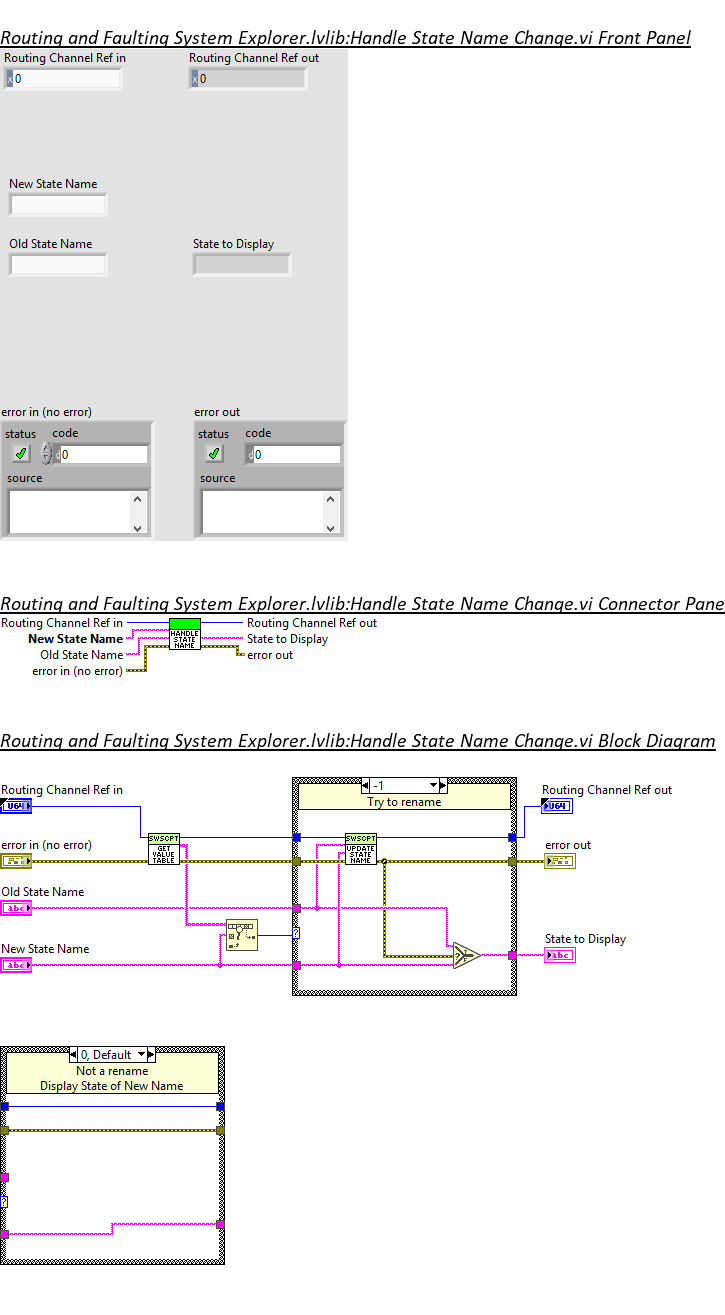 Routing and Faulting System Explorer.lvlib:Handle State Name Change.vi Front Panel
Routing Channel Ref in
Routing Channel Ref out
x 0
x 0
New State Name
Old State Name
State to Display
error in (no error)
error out
status code
status code
d 0
d 0
source
source
Routing and Faulting System Explorer.lvlib:Handle State Name Change.vi Connector Pane
Routing Channel Ref in
Routing Channel Ref out
New State Name
HANDLE
STATE
NAME
State to Display
Old State Name
error out
error in (no error)
Routing and Faulting System Explorer.lvlib:Handle State Name Change.vi Block Diagram
-1
Try to rename
Routing Channel Ref in
Routing Channel Ref out
U64
U64
error in (no error)
SWSCPT
GET
VALUE
TABLE
SWSCPT
UPDATE
STATE
NAME
error out
Old State Name
abc
?
State to Display
New State Name
abc
?
T
F
abc
0, Default
Not a rename
Display State of New Name
?